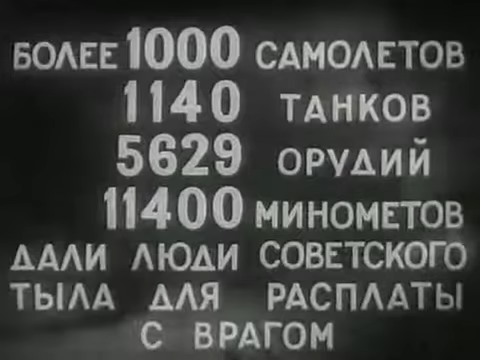 БОЛЕЕ 1000 САМОЛЕТОВ
1140 ТАНКОВ
5629 ОРУДИЙ
11400 МИНОМЕТОВ
ДАЛИ ЛЮДИ СОВЕТСКОГО
ТЫЛА ДЛЯ РАСПЛАТЫ
С ВРАГОМ